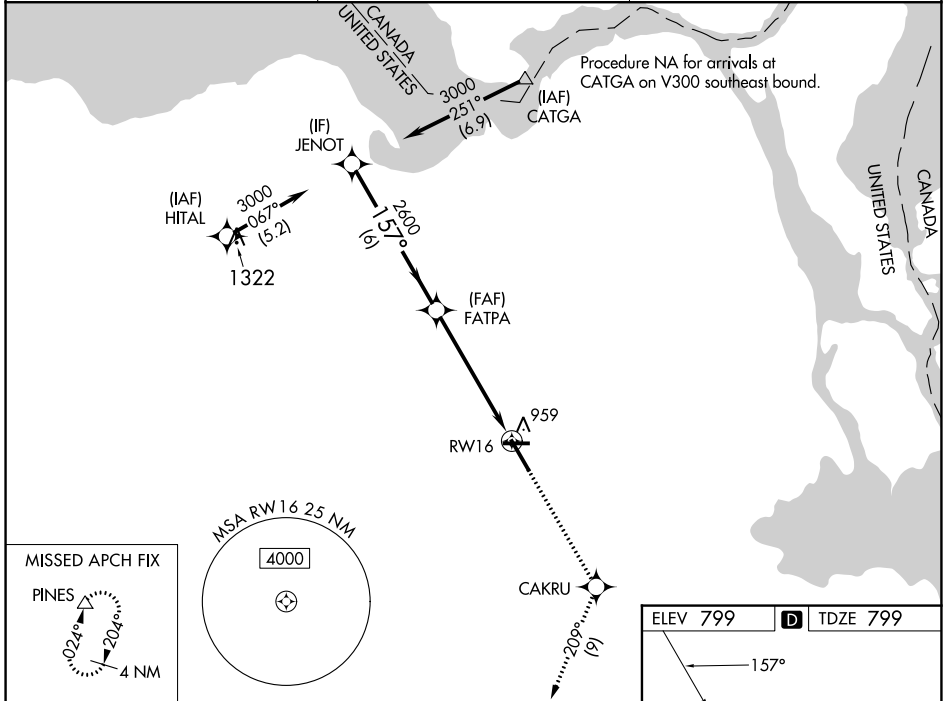 CANADA
UNITED STATES
Procedure NA for arrivals at
CATGA on V300 southeast bound.
3000
251°
(6.9)
(IAF)
CATGA
(IF)
JENOT
(IAF)
HITAL
3000
067°
(5.2)
1322
2600
157°
(6)
CANADA
UNITED STATES
(FAF)
FATPA
959
RW16
MSA RW16 25 NM
4000
MISSED APCH FIX
PINES
024°
204°
4 NM
CAKRU
209°
(9)
ELEV 799 D TDZE 799
157°